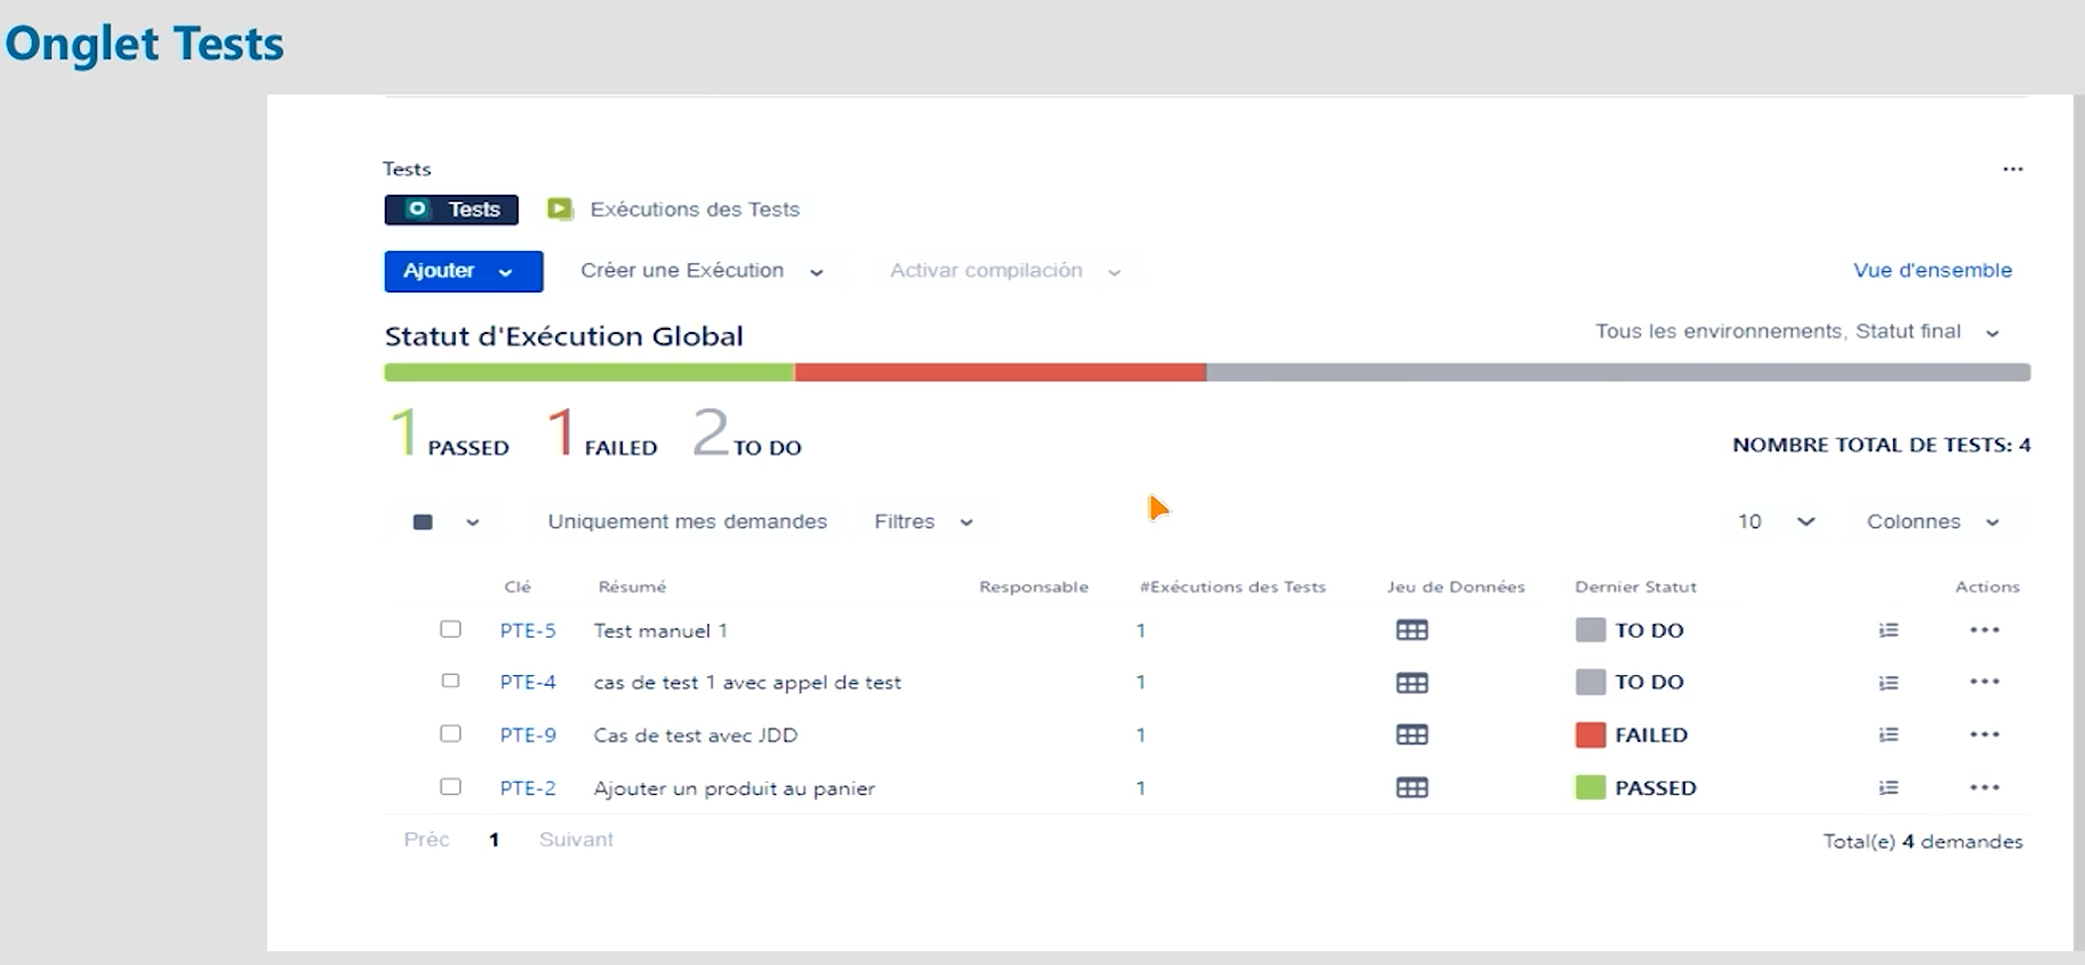 Onglet Tests
Tests
Tests Exécutions des Tests
Ajouter Créer une Exécution Activar compilación Vue d'ensemble
Statut d'Exécution Global Tous les environnements, Statut final
1 PASSED 1 FAILED 2 TO DO NOMBRE TOTAL DE TESTS: 4
Uniquement mes demandes Filtres 10 Colonnes
Clé Résumé Responsable #Exécutions des Tests Jeu de Données Dernier Statut Actions
PTE-5 Test manuel 1 1 TO DO
PTE-4 cas de test 1 avec appel de test 1 TO DO
PTE-9 Cas de test avec JDD 1 FAILED
PTE-2 Ajouter un produit au panier 1 PASSED
Préc 1 Suivant Total(e) 4 demandes